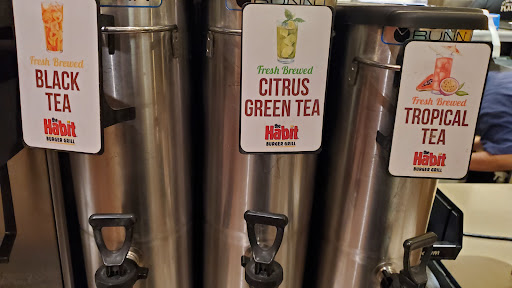 Fresh Brewed
BLACK
TEA
the Habit
BURGER GRILL
BUNN
Fresh Brewed
CITRUS
GREEN TEA
the Habit
BURGER GRILL
BUNN
Fresh Brewed
TROPICAL
TEA
the Habit
BURGER GRILL